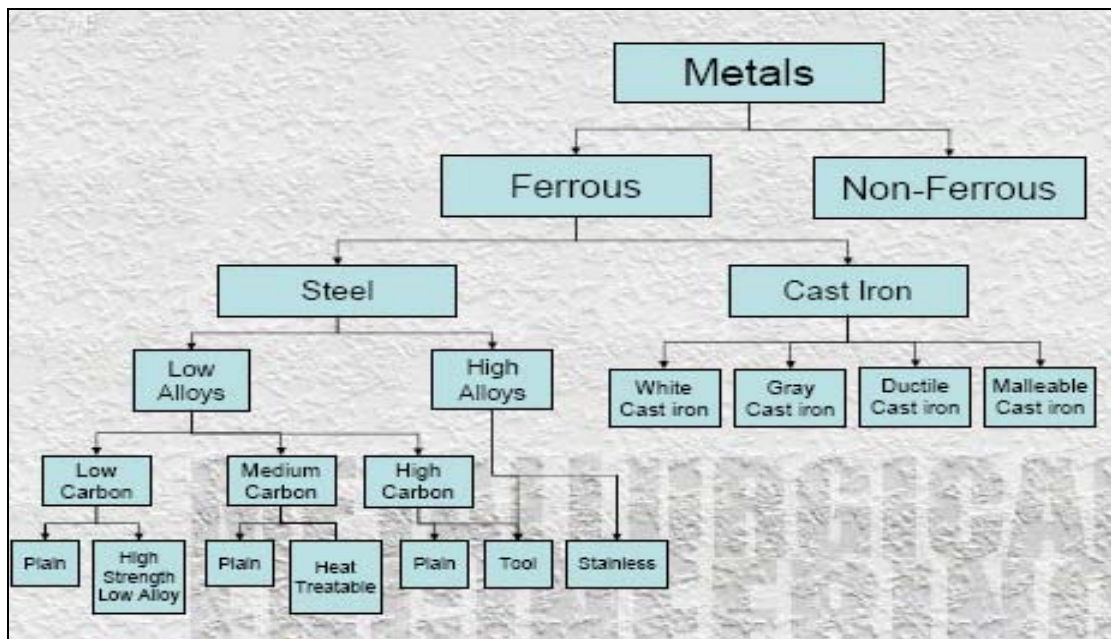 Metals
Ferrous
Non-Ferrous
Steel
Cast Iron
Low
Alloys
High
Alloys
White
Cast iron
Gray
Cast iron
Ductile
Cast iron
Malleable
Cast iron
Low
Carbon
Medium
Carbon
High
Carbon
Plain
High
Strength
Low Alloy
Plain
Heat
Treatable
Plain
Tool
Stainless